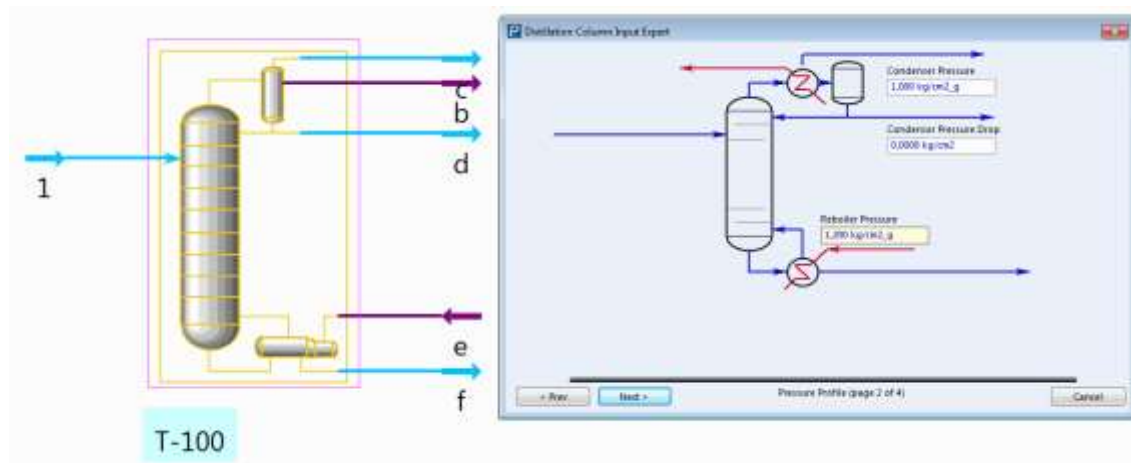 1
c
b
d
e
f
T-100
Distillation Column Input Expert
Condenser Pressure
1,000 kg/cm2_g
Condenser Pressure Drop
0,0000 kg/cm2
Reboiler Pressure
1,200 kg/cm2_g
< Prev
Next >
Pressure Profile (page 2 of 4)
Cancel